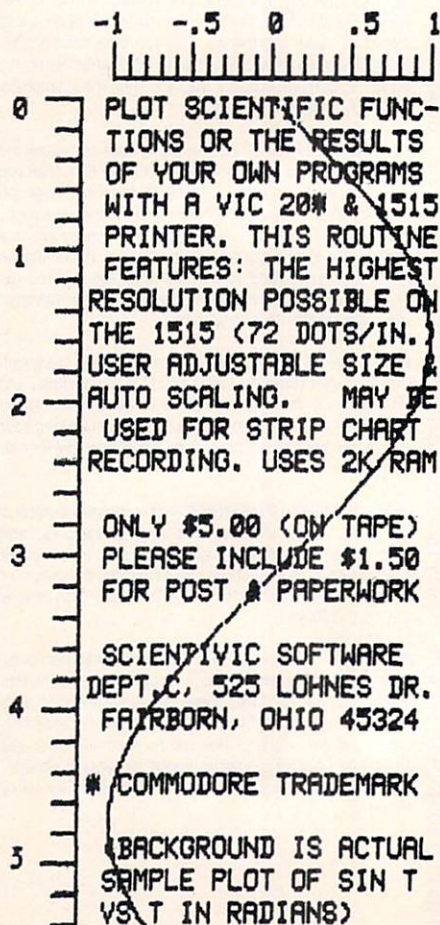 -1 0 .5 1
0
PLOT SCIENTIFIC FUNC-
TIONS OR THE RESULTS
OF YOUR OWN PROGRAMS
WITH A VIC 20* & 1515
1
PRINTER. THIS ROUTINE
FEATURES: THE HIGHEST
RESOLUTION POSSIBLE ON
THE 1515 (72 DOTS/IN.)
USER ADJUSTABLE SIZE &
2
AUTO SCALING. MAY BE
USED FOR STRIP CHART
RECORDING. USES 2K RAM
ONLY $5.00 (ON TAPE)
3
PLEASE INCLUDE $1.50
FOR POST & PAPERWORK
SCIENTIVIC SOFTWARE
DEPT.C, 525 LOHNES DR.
4
FAIRBORN, OHIO 45324
* COMMODORE TRADEMARK
(BACKGROUND IS ACTUAL
5
SAMPLE PLOT OF SIN T
VS T IN RADIANS)